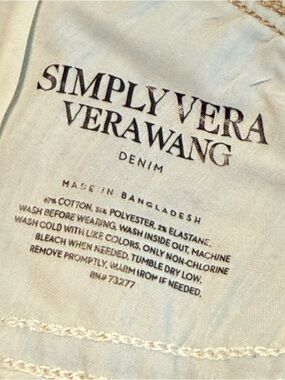 SIMPLY VERA
VERAWANG
DENIM
MADE IN BANGLADESH
67% COTTON, 31% POLYESTER, 2% ELASTANE.
WASH BEFORE WEARING. WASH INSIDE OUT, MACHINE
WASH COLD WITH LIKE COLORS. ONLY NON-CHLORINE
BLEACH WHEN NEEDED. TUMBLE DRY LOW.
REMOVE PROMPTLY. WARM IRON IF NEEDED.
RN# 73277